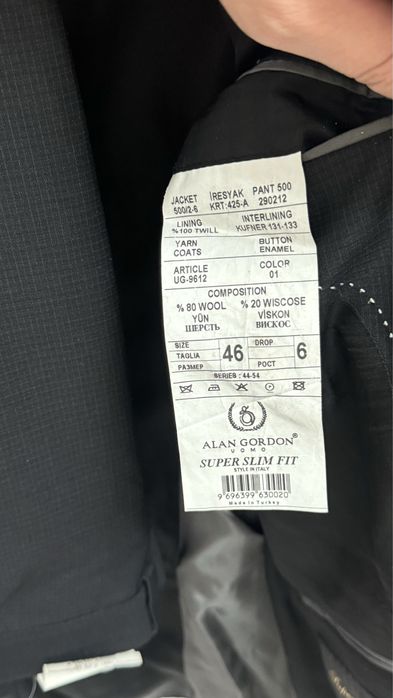 JACKET İRESYAK PANT 500
500/2-6 KRT:425-A 290212
LINING INTERLINING
%100 TWILL KUFNER 131-133
YARN BUTTON
COATS ENAMEL
ARTICLE COLOR
UG-9612 01
COMPOSITION
% 80 WOOL % 20 WISCOSE
YÜN VİSKON
ШЕРСТЬ ВИСКОС
SIZE DROP
TAGLIA 46 6
РАЗМЕР РОСТ
SERIES : 44-54
ALAN GORDON®
UOMO
SUPER SLIM FIT
STYLE IN ITALY
9 696399 630020
Made in Turkey